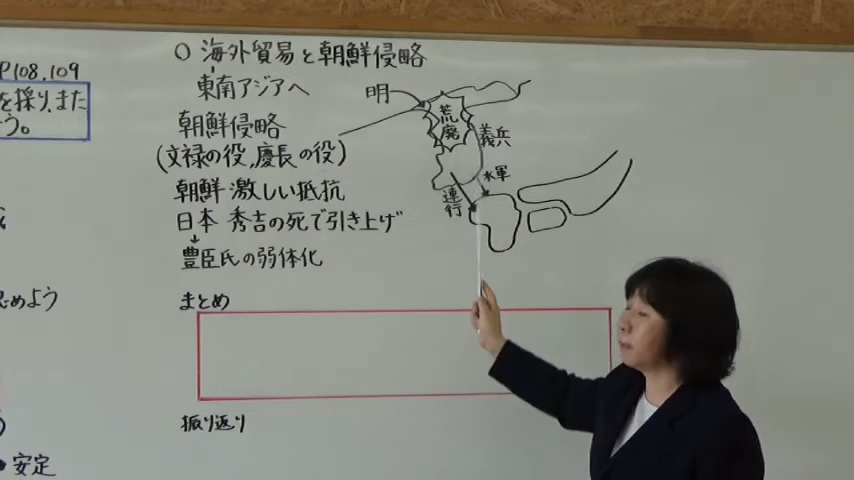 P108.109
を採り、また
う。
めよう
安定
○ 海外貿易と朝鮮侵略
東南アジアへ
朝鮮侵略
(文禄の役、慶長の役)
朝鮮 激しい抵抗
日本 秀吉の死で引き上げ
↓
豊臣氏の弱体化
明
荒廃
義兵
水軍
連行
まとめ
振り返り